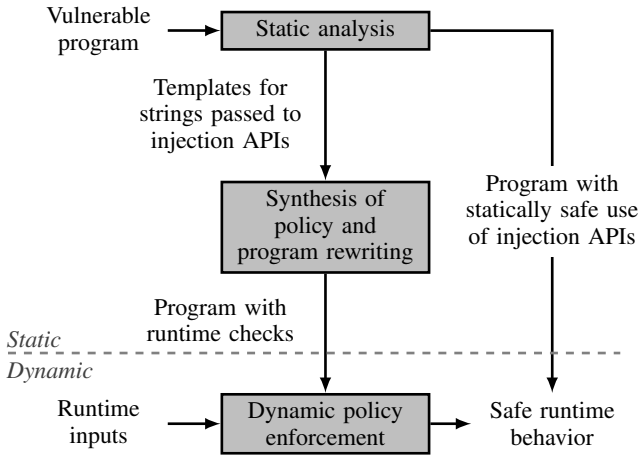 Vulnerable
program
Static analysis
Templates for
strings passed to
injection APIs
Synthesis of
policy and
program rewriting
Program with
statically safe use
of injection APIs
Program with
runtime checks
Static
Dynamic
Runtime
inputs
Dynamic policy
enforcement
Safe runtime
behavior